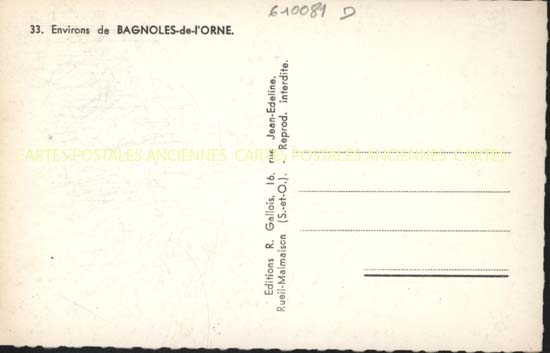 610081 D
33. Environs de BAGNOLES-de-l'ORNE.
Editions R. Gallois, 16, rue Jean-Edeline.
Rueil-Malmaison (S.-et-O.). - Reprod. interdite.
CARTES POSTALES ANCIENNES CARTES POSTALES ANCIENNES CARTES